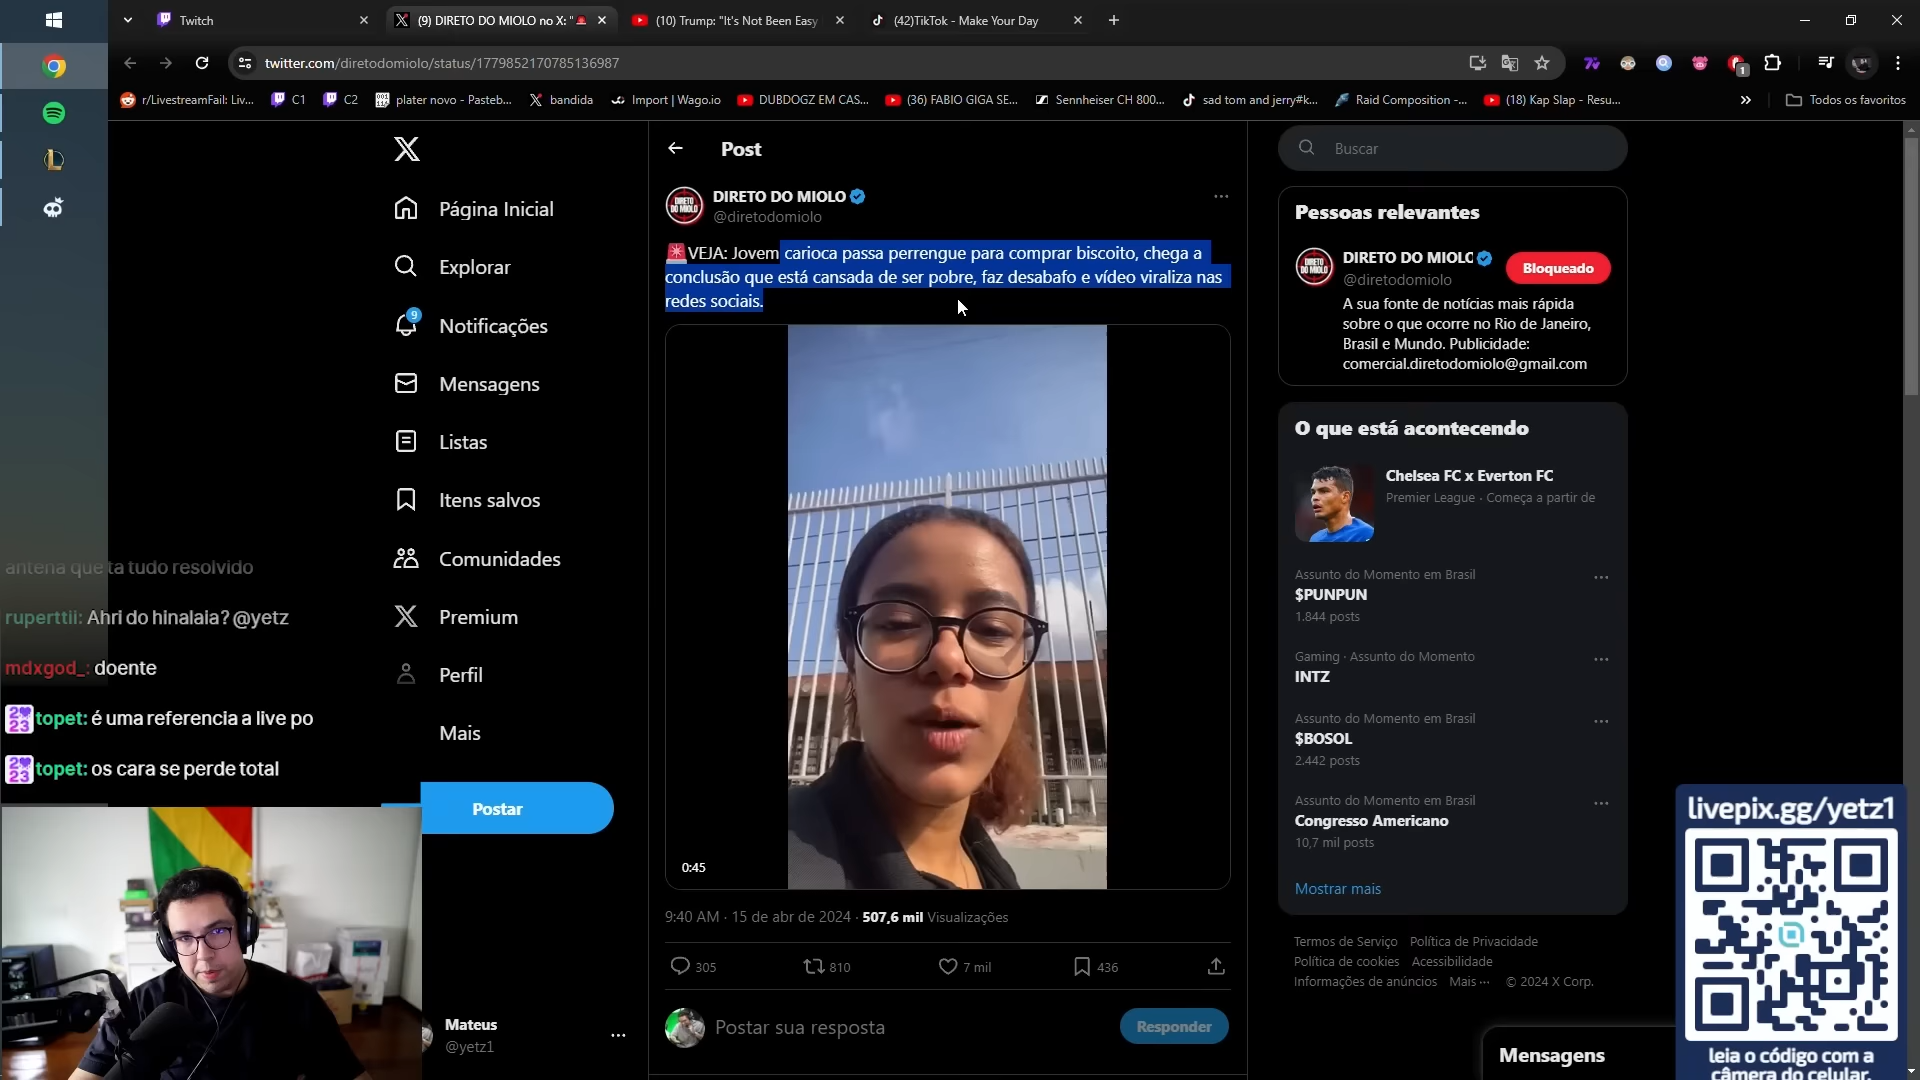 Twitch
(9) DIRETO DO MIOLO no X: "🚨
(10) Trump: "It's Not Been Easy
(42)TikTok - Make Your Day
twitter.com/diretodomiolo/status/1779852170785136987
1
r/LivestreamFail: Liv...
C1
C2
plater novo - Pasteb...
bandida
Import | Wago.io
DUBDOGZ EM CAS...
(36) FABIO GIGA SE...
Sennheiser CH 800...
sad tom and jerry#k...
Raid Composition -...
(18) Kap Slap - Resu...
Todos os favoritos
Página Inicial
Explorar
9
Notificações
Mensagens
Listas
Itens salvos
Comunidades
Premium
Perfil
Mais
Postar
Mateus
@yetz1
antena que ta tudo resolvido
ruperttii: Ahri do hinalaia? @yetz
mdxgod_: doente
topet: é uma referencia a live po
topet: os cara se perde total
Post
DIRETO DO MIOLO
@diretodomiolo
🚨VEJA: Jovem carioca passa perrengue para comprar biscoito, chega a
conclusão que está cansada de ser pobre, faz desabafo e vídeo viraliza nas
redes sociais.
0:45
9:40 AM · 15 de abr de 2024 · 507,6 mil Visualizações
305
810
7 mil
436
Postar sua resposta
Responder
Buscar
Pessoas relevantes
DIRETO DO MIOLO
@diretodomiolo
Bloqueado
A sua fonte de notícias mais rápida
sobre o que ocorre no Rio de Janeiro,
Brasil e Mundo. Publicidade:
comercial.diretodomiolo@gmail.com
O que está acontecendo
Chelsea FC x Everton FC
Premier League · Começa a partir de
Assunto do Momento em Brasil
$PUNPUN
1.844 posts
Gaming · Assunto do Momento
INTZ
Assunto do Momento em Brasil
$BOSOL
2.442 posts
Assunto do Momento em Brasil
Congresso Americano
10,7 mil posts
Mostrar mais
Termos de Serviço Política de Privacidade
Política de cookies Acessibilidade
Informações de anúncios Mais ··· © 2024 X Corp.
Mensagens
livepix.gg/yetz1
leia o código com a
câmera do celular.